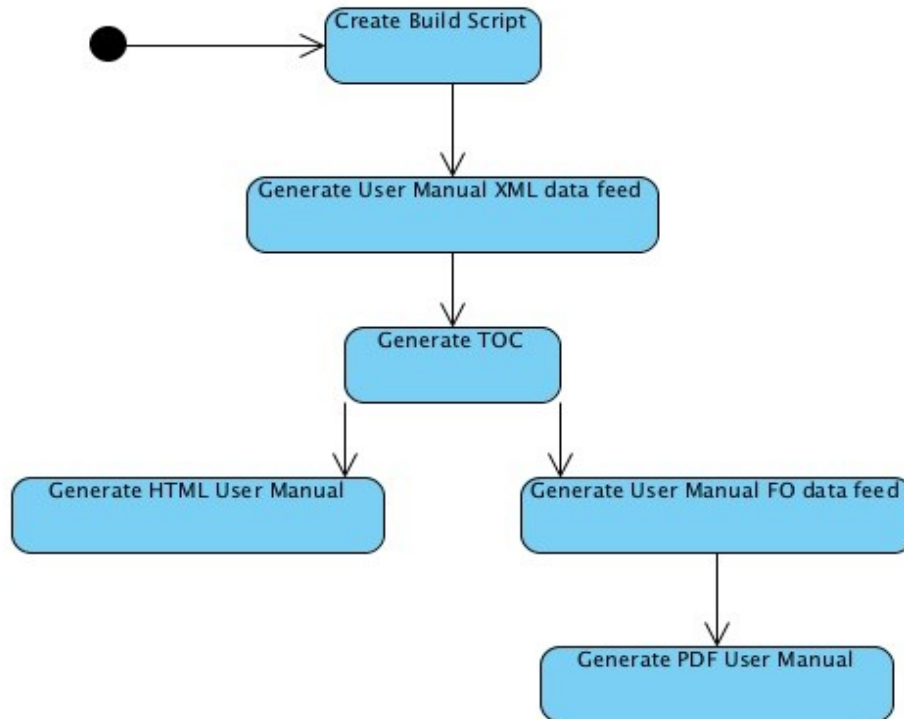 Create Build Script
Generate User Manual XML data feed
Generate TOC
Generate HTML User Manual
Generate User Manual FO data feed
Generate PDF User Manual